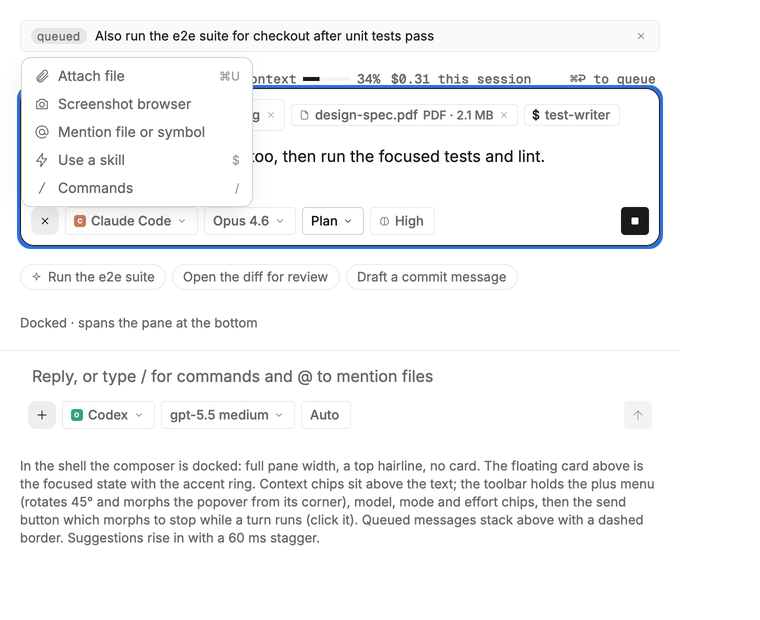 queued Also run the e2e suite for checkout after unit tests pass
ontext 34% $0.31 this session ⌘⏎ to queue
Attach file ⌘U
Screenshot browser
Mention file or symbol
Use a skill $
Commands /
g design-spec.pdf PDF · 2.1 MB $ test-writer
too, then run the focused tests and lint.
Claude Code Opus 4.6 Plan High
Run the e2e suite Open the diff for review Draft a commit message
Docked · spans the pane at the bottom
Reply, or type / for commands and @ to mention files
Codex gpt-5.5 medium Auto
In the shell the composer is docked: full pane width, a top hairline, no card. The floating card above is
the focused state with the accent ring. Context chips sit above the text; the toolbar holds the plus menu
(rotates 45° and morphs the popover from its corner), model, mode and effort chips, then the send
button which morphs to stop while a turn runs (click it). Queued messages stack above with a dashed
border. Suggestions rise in with a 60 ms stagger.